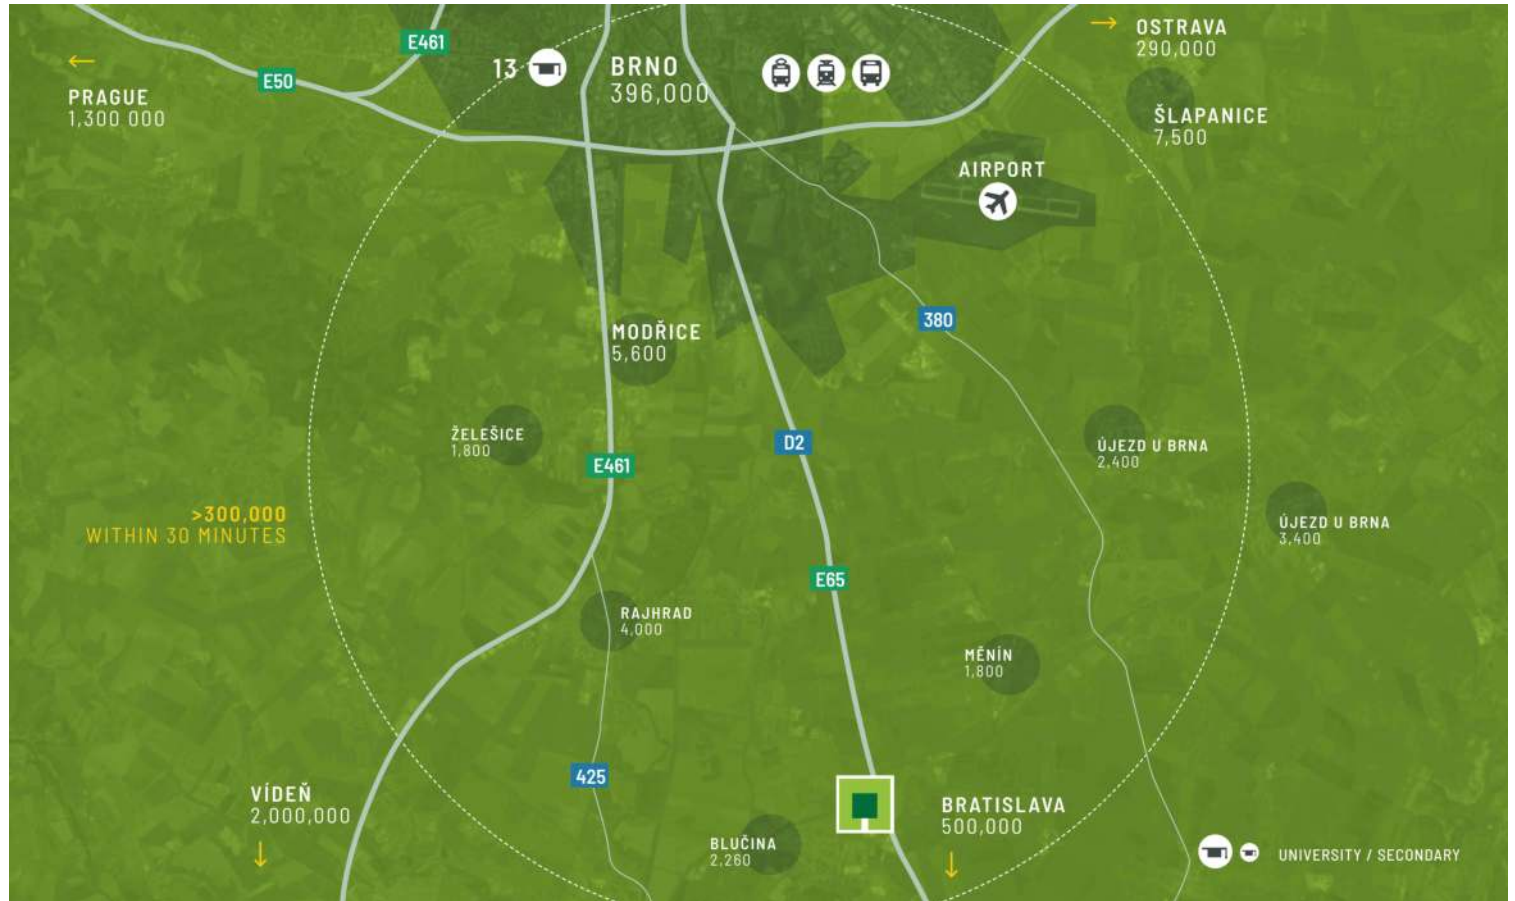 E461
OSTRAVA
290,000
13
BRNO
396,000
E50
PRAGUE
1,300 000
ŠLAPANICE
7,500
AIRPORT
380
MODŘICE
5,600
ŽELEŠICE
1,800
E461
D2
ÚJEZD U BRNA
2,400
>300,000
WITHIN 30 MINUTES
ÚJEZD U BRNA
3,400
E65
RAJHRAD
4,000
MĚNÍN
1,800
425
VÍDEŇ
2,000,000
BRATISLAVA
500,000
BLUČINA
2,260
UNIVERSITY / SECONDARY